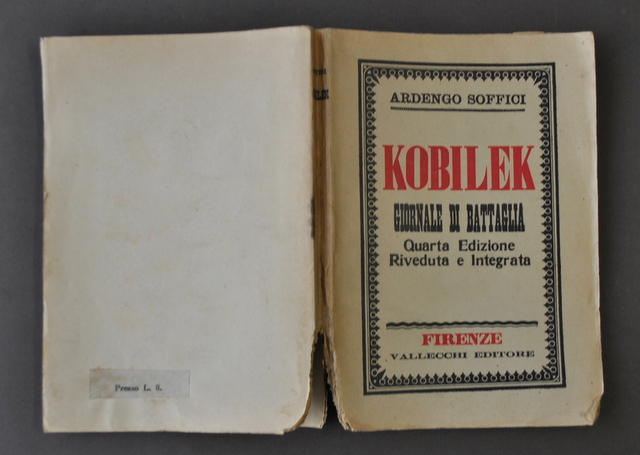 ARDENGO SOFFICI
KOBILEK
GIORNALE DI BATTAGLIA
Quarta Edizione
Riveduta e Integrata
FIRENZE
VALLECCHI EDITORE
Prezzo L. 8.